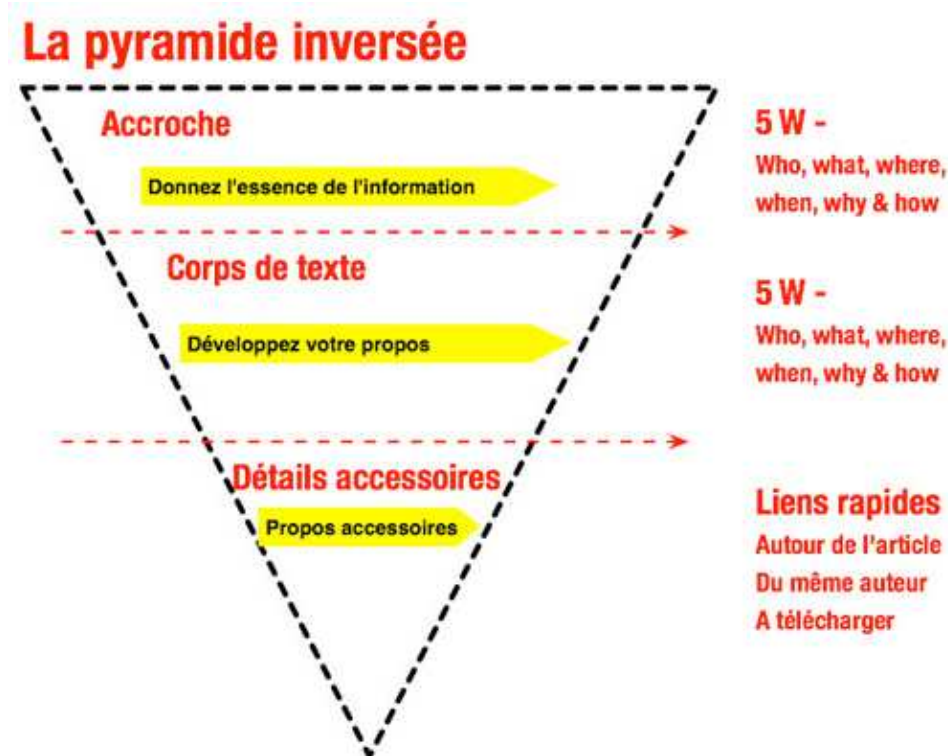 La pyramide inversée
Accroche
Donnez l'essence de l'information
5 W -
Who, what, where,
when, why & how
Corps de texte
Développez votre propos
5 W -
Who, what, where,
when, why & how
Détails accessoires
Propos accessoires
Liens rapides
Autour de l'article
Du même auteur
A télécharger